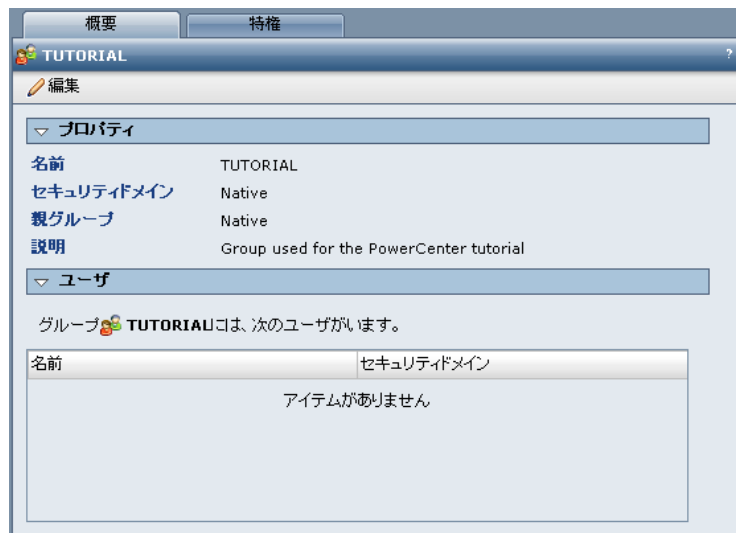 概要 特権
TUTORIAL ?
編集
プロパティ
名前 TUTORIAL
セキュリティドメイン Native
親グループ Native
説明 Group used for the PowerCenter tutorial
ユーザ
グループ TUTORIALには、次のユーザがいます。
名前 セキュリティドメイン
アイテムがありません